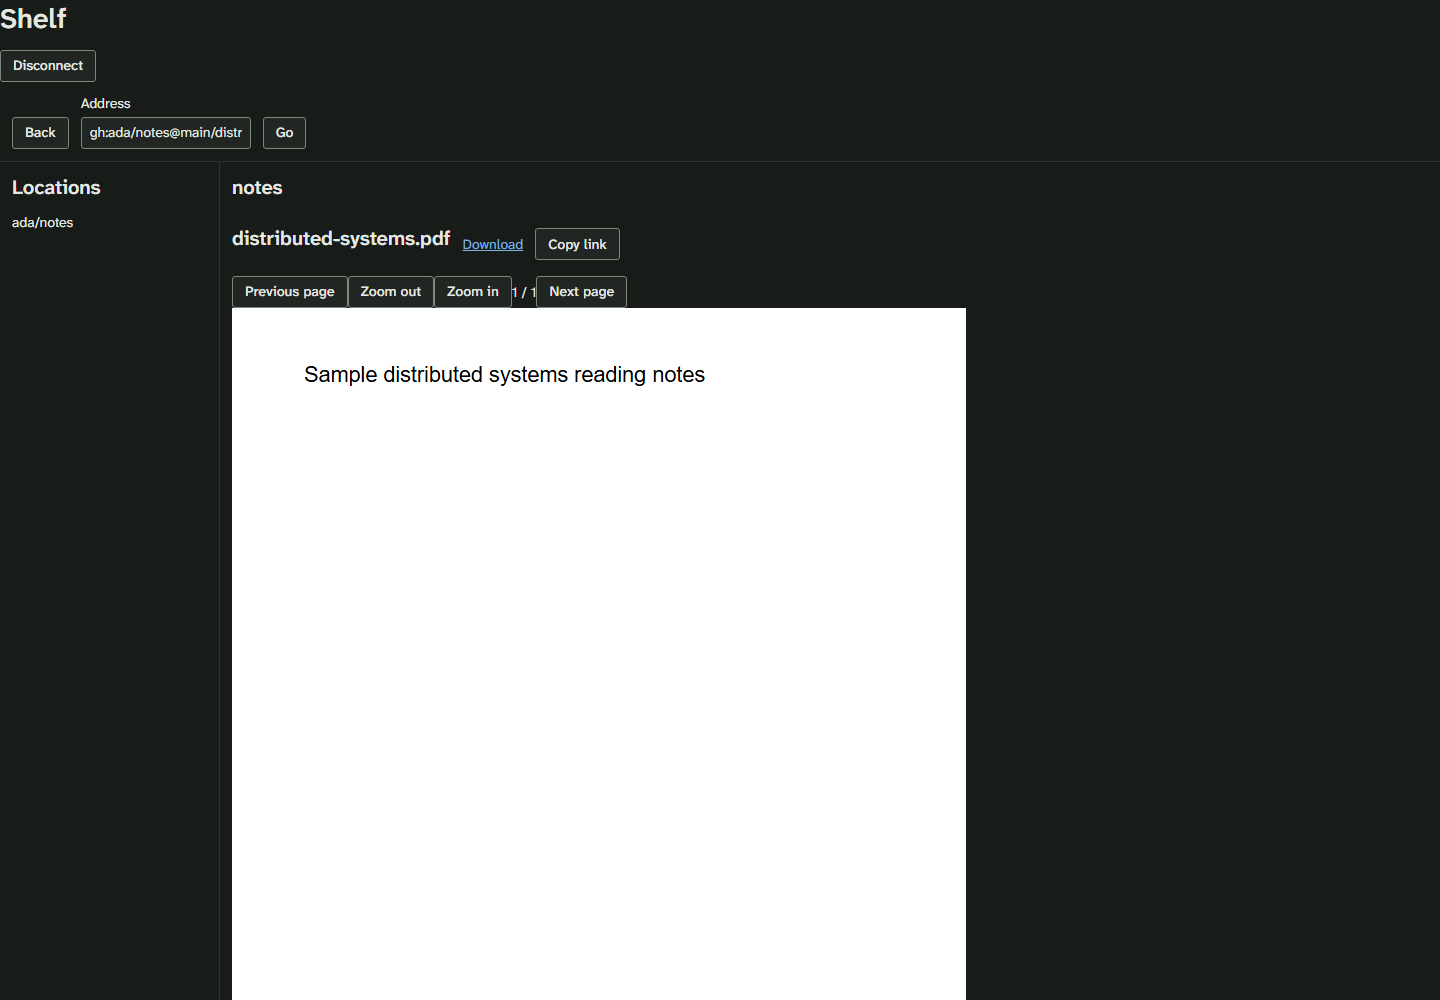 Shelf
Disconnect
Address
Back gh:ada/notes@main/distr Go
Locations
ada/notes
notes
distributed-systems.pdf Download Copy link
Previous page Zoom out Zoom in 1 / 1 Next page
Sample distributed systems reading notes